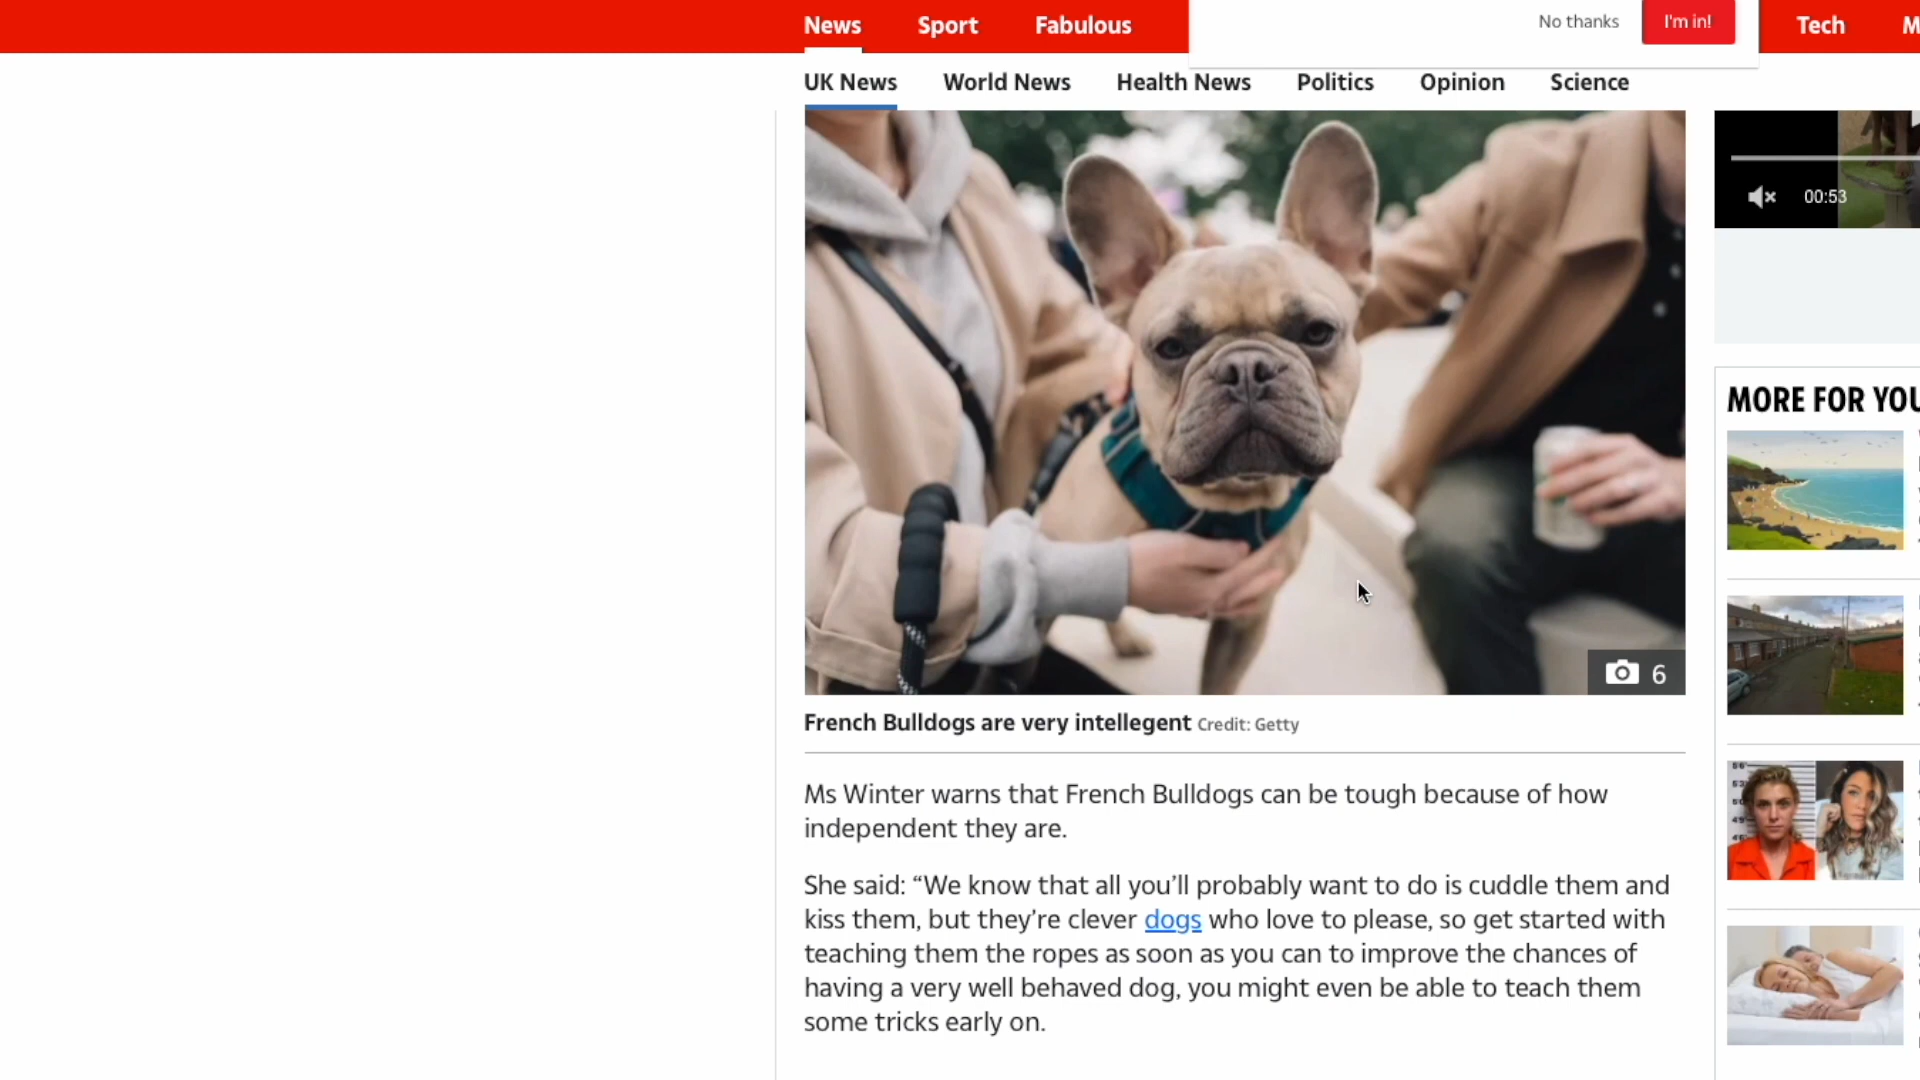 News Sport Fabulous No thanks I'm in! Tech M
UK News World News Health News Politics Opinion Science
00:53
MORE FOR YOU
6
French Bulldogs are very intellegent Credit: Getty
Ms Winter warns that French Bulldogs can be tough because of how
independent they are.
She said: “We know that all you’ll probably want to do is cuddle them and
kiss them, but they’re clever dogs who love to please, so get started with
teaching them the ropes as soon as you can to improve the chances of
having a very well behaved dog, you might even be able to teach them
some tricks early on.